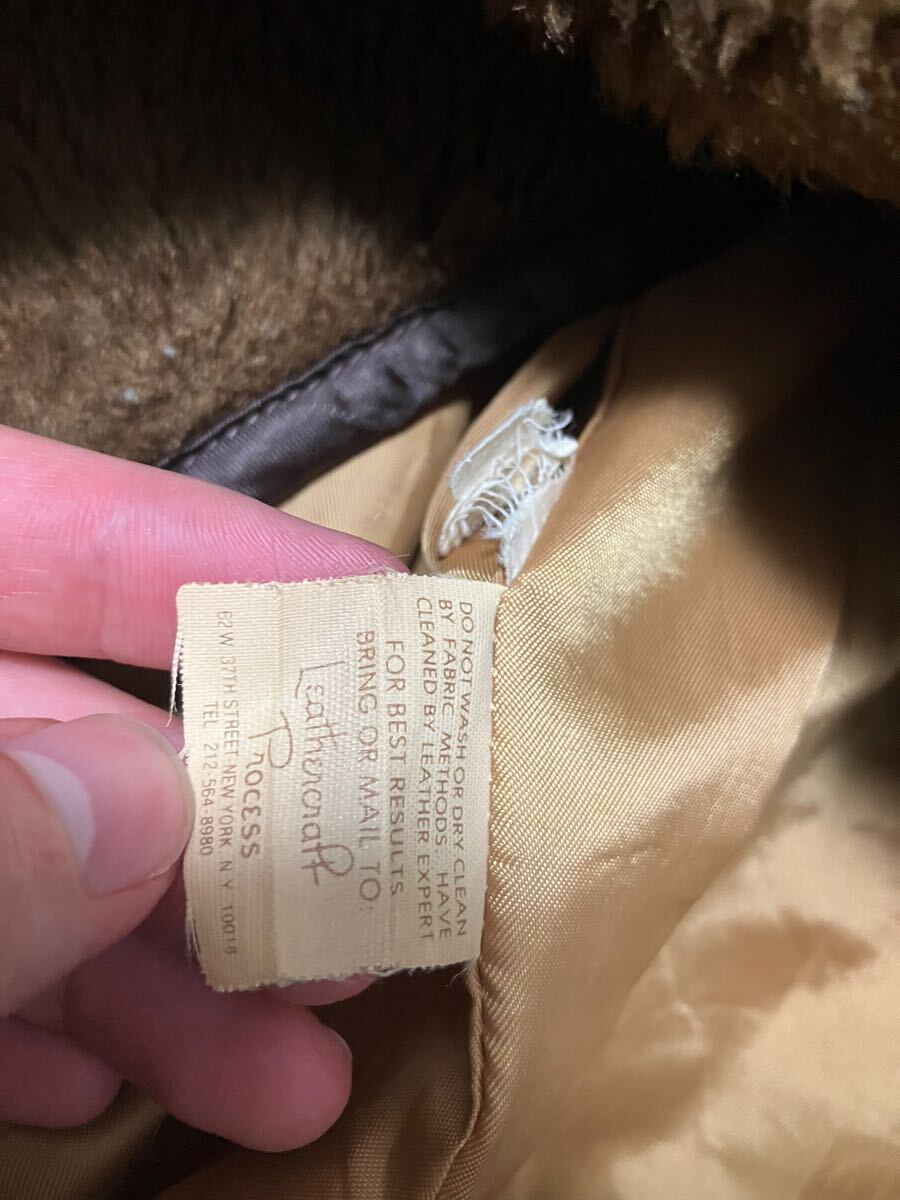 DO NOT WASH OR DRY CLEAN
BY FABRIC METHODS. HAVE
CLEANED BY LEATHER EXPERT
FOR BEST RESULTS
BRING OR MAIL TO:
Leathercraft
Process
62 W 37TH STREET-NEW YORK, N.Y. 10018
TEL. 212-564-8980